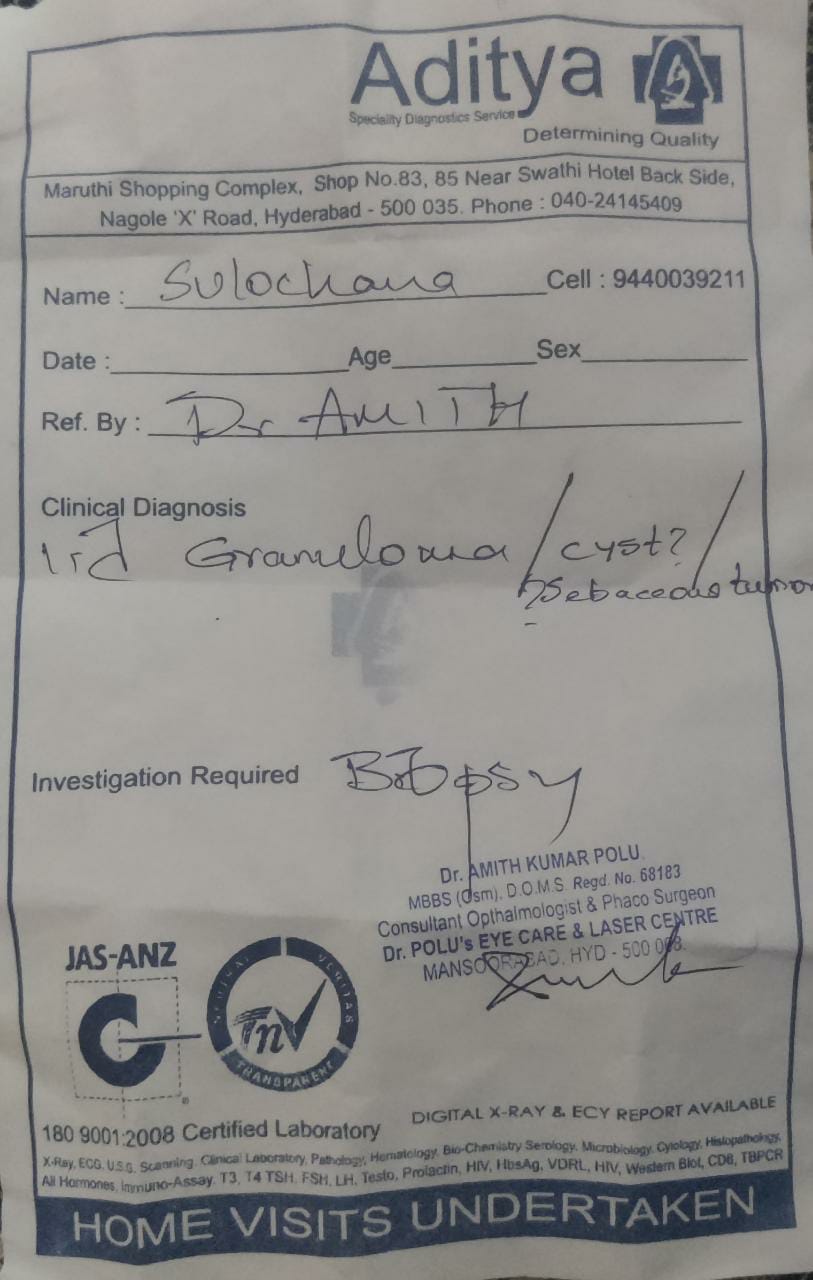 Aditya
Speciality Diagnostics Service
Determining Quality
Maruthi Shopping Complex, Shop No.83, 85 Near Swathi Hotel Back Side,
Nagole 'X' Road, Hyderabad - 500 035. Phone : 040-24145409
Name : Sulochana Cell : 9440039211
Date : Age Sex
Ref. By : Dr AMITH
Clinical Diagnosis
Lid Granuloma / cyst? /
? Sebaceous tumor
Investigation Required Biopsy
Dr. AMITH KUMAR POLU
MBBS (Osm), D.O.M.S. Regd. No. 68183
Consultant Opthalmologist & Phaco Surgeon
Dr. POLU's EYE CARE & LASER CENTRE
MANSOORABAD, HYD - 500 068.
JAS-ANZ
VERITAS
TnV
TRANSPARENT
DIGITAL X-RAY & ECY REPORT AVAILABLE
180 9001:2008 Certified Laboratory
X-Ray, ECG, U.S.G. Scanning, Clinical Laboratory, Pathology, Hematology, Bio-Chemistry Serology, Microbiology, Cytology, Histopathology,
All Hormones, Immuno-Assay, T3, T4 TSH, FSH, LH, Testo, Prolactin, HIV, HbsAg, VDRL, HIV, Western Blot, CD8, TBPCR
HOME VISITS UNDERTAKEN